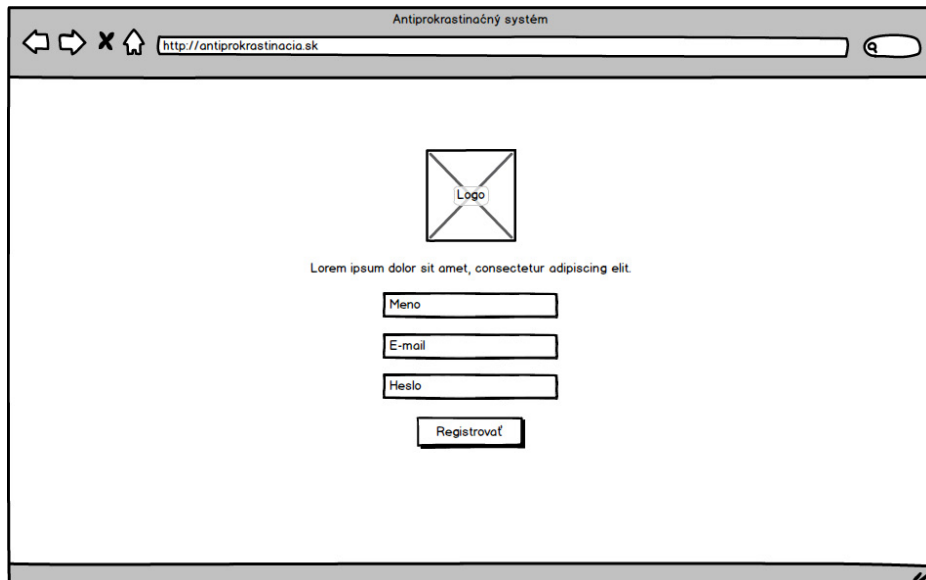 Antiprokrastinačný systém
http://antiprokrastinacia.sk
Logo
Lorem ipsum dolor sit amet, consectetur adipiscing elit.
Meno
E-mail
Heslo
Registrovať